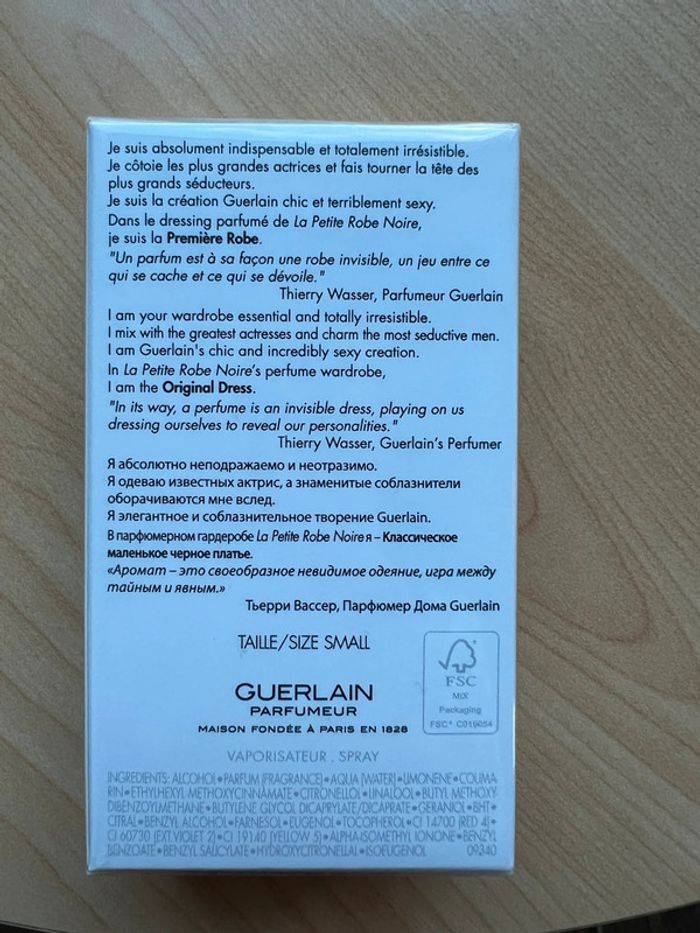 Je suis absolument indispensable et totalement irrésistible.
Je côtoie les plus grandes actrices et fais tourner la tête des
plus grands séducteurs.
Je suis la création Guerlain chic et terriblement sexy.
Dans le dressing parfumé de La Petite Robe Noire,
je suis la Première Robe.
"Un parfum est à sa façon une robe invisible, un jeu entre ce
qui se cache et ce qui se dévoile."
Thierry Wasser, Parfumeur Guerlain
I am your wardrobe essential and totally irresistible.
I mix with the greatest actresses and charm the most seductive men.
I am Guerlain's chic and incredibly sexy creation.
In La Petite Robe Noire's perfume wardrobe,
I am the Original Dress.
"In its way, a perfume is an invisible dress, playing on us
dressing ourselves to reveal our personalities."
Thierry Wasser, Guerlain's Perfumer
Я абсолютно неподражаемо и неотразимо.
Я одеваю известных актрис, а знаменитые соблазнители
оборачиваются мне вслед.
Я элегантное и соблазнительное творение Guerlain.
В парфюмерном гардеробе La Petite Robe Noire я – Классическое
маленькое черное платье.
«Аромат – это своеобразное невидимое одеяние, игра между
тайным и явным.»
Тьерри Вассер, Парфюмер Дома Guerlain
TAILLE/SIZE SMALL
FSC
MIX
Packaging
FSC® C019054
GUERLAIN
PARFUMEUR
MAISON FONDÉE À PARIS EN 1828
VAPORISATEUR . SPRAY
INGREDIENTS: ALCOHOL•PARFUM (FRAGRANCE)•AQUA (WATER)•LIMONENE•COUMA
RIN•ETHYLHEXYL METHOXYCINNAMATE•CITRONELLOL•LINALOOL•BUTYL METHOXY
DIBENZOYLMETHANE•BUTYLENE GLYCOL DICAPRYLATE/DICAPRATE•GERANIOL•BHT•
CITRAL•BENZYL ALCOHOL•FARNESOL•EUGENOL•TOCOPHEROL•CI 14700 (RED 4)•
CI 60730 (EXT. VIOLET 2)•CI 19140 (YELLOW 5)•ALPHA-ISOMETHYL IONONE•BENZYL
BENZOATE•BENZYL SALICYLATE•HYDROXYCITRONELLAL•ISOEUGENOL 09340